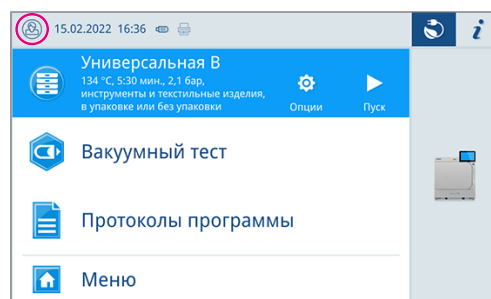 15.02.2022 16:36
i
Универсальная B
134 °C, 5:30 мин., 2,1 бар,
инструменты и текстильные изделия,
в упаковке или без упаковки
Опции
Пуск
Вакуумный тест
Протоколы программы
Меню